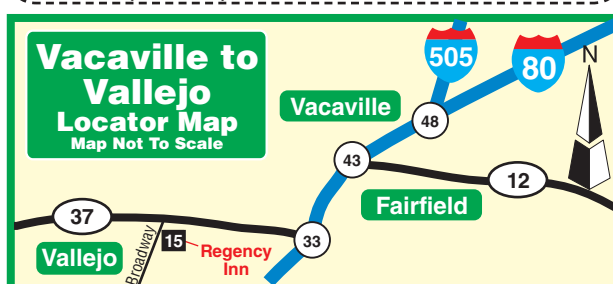 Vacaville to
Vallejo
Locator Map
Map Not To Scale
505
80
N
Vacaville
48
43
12
Fairfield
37
33
Broadway
15
Regency
Inn
Vallejo